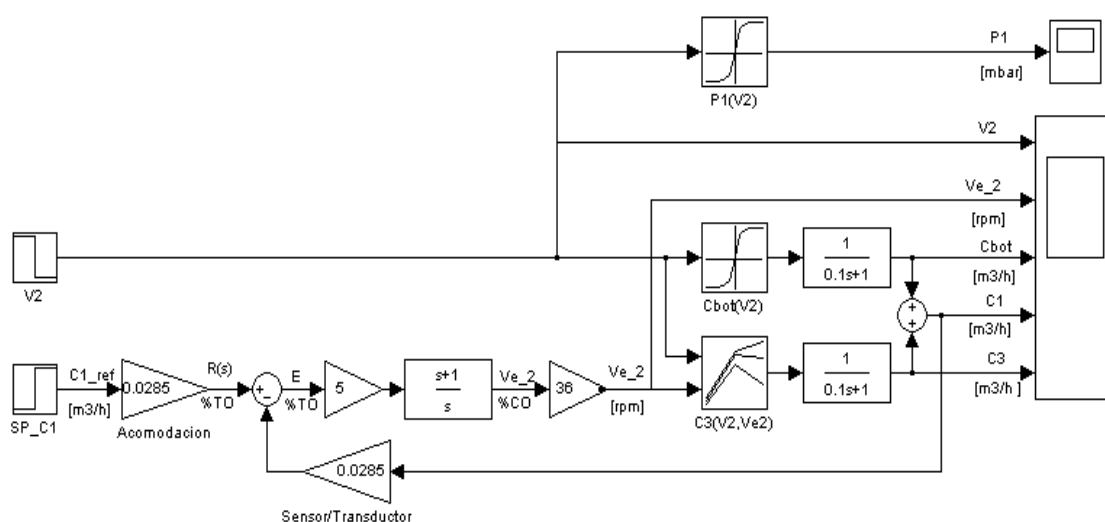 P1
[mbar]
P1(V2)
V2
Ve_2
[rpm]
Cbot
[m3/h]
V2
Cbot(V2)
1
0.1s+1
+
+
C1
[m3/h]
C1_ref
[m3/h]
SP_C1
0.0285
Acomodacion
R(s)
%TO
+
-
E
%TO
5
s+1
s
Ve_2
%CO
36
Ve_2
[rpm]
C3(V2,Ve2)
1
0.1s+1
C3
[m3/h ]
0.0285
Sensor/Transductor